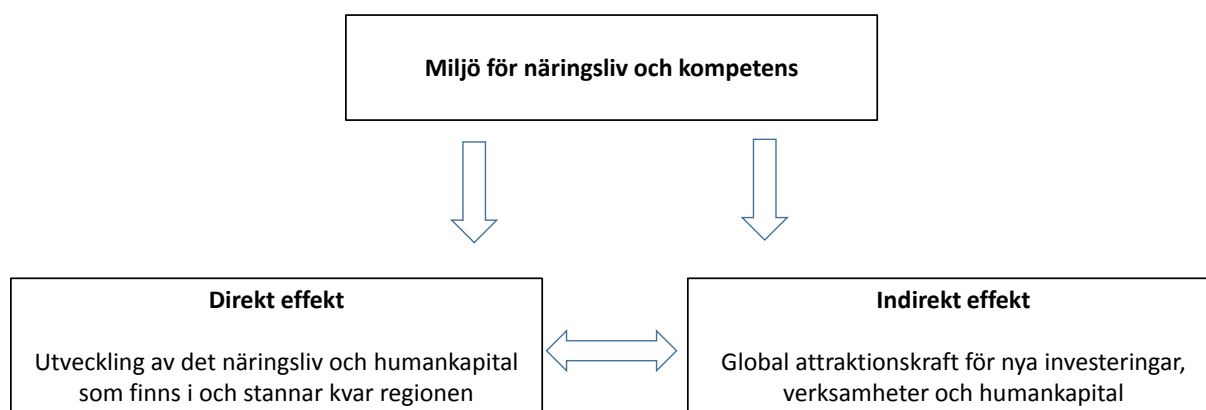 Miljö för näringsliv och kompetens
Direkt effekt
Utveckling av det näringsliv och humankapital
som finns i och stannar kvar regionen
Indirekt effekt
Global attraktionskraft för nya investeringar,
verksamheter och humankapital